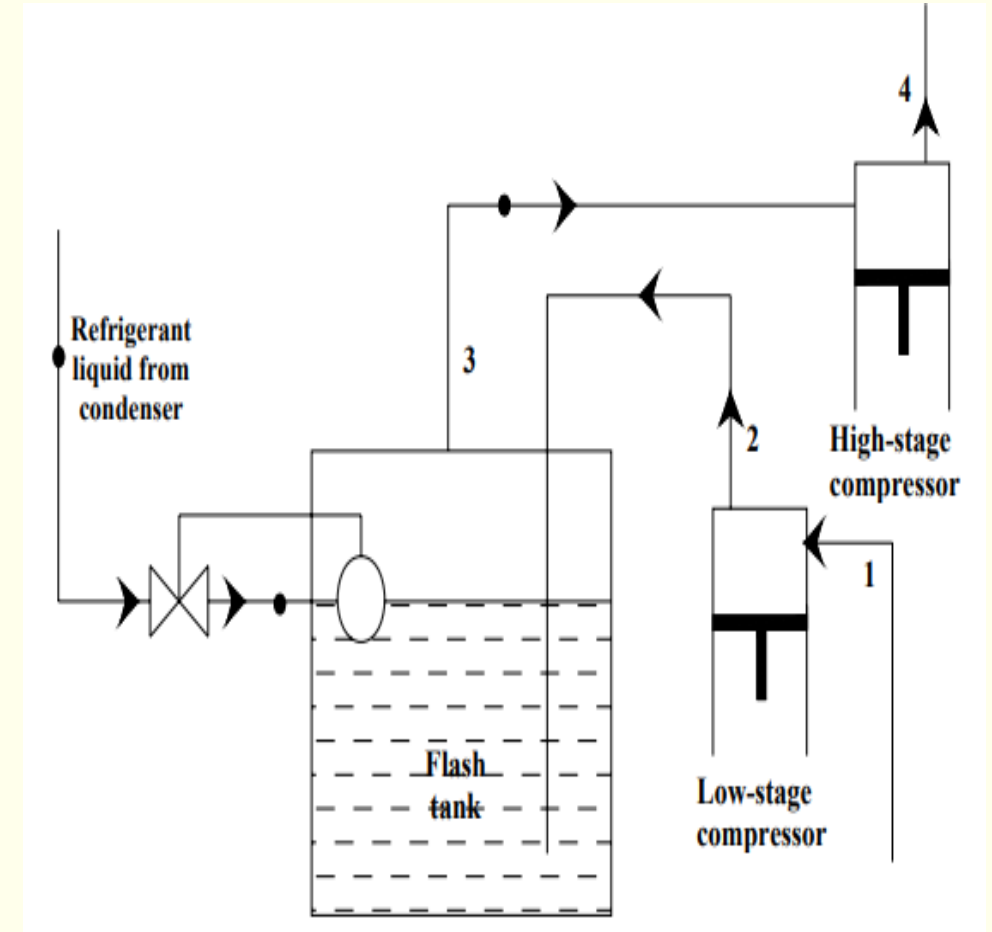 4
Refrigerant
liquid from
condenser
3
2
High-stage
compressor
1
Flash
tank
Low-stage
compressor